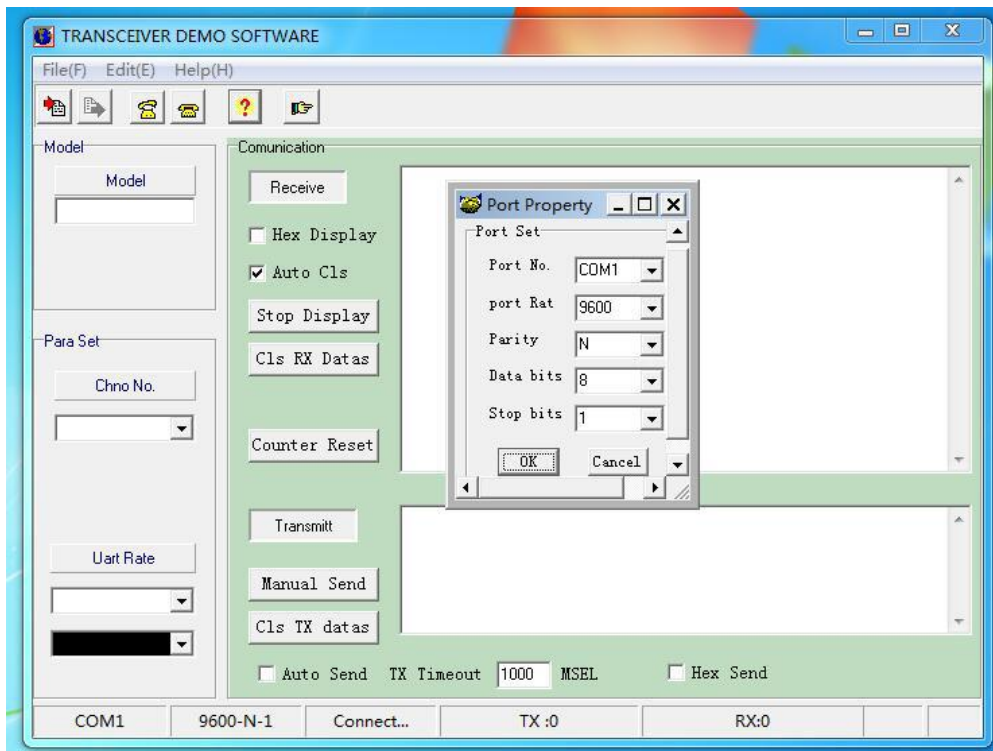 TRANSCEIVER DEMO SOFTWARE
File(F) Edit(E) Help(H)
?
Model
Model
Para Set
Chno No.
Uart Rate
Comunication
Receive
Hex Display
Auto Cls
Stop Display
Cls RX Datas
Counter Reset
Port Property
Port Set
Port No. COM1
port Rat 9600
Parity N
Data bits 8
Stop bits 1
OK Cancel
Transmitt
Manual Send
Cls TX datas
Auto Send TX Timeout 1000 MSEL Hex Send
COM1 9600-N-1 Connect... TX :0 RX:0